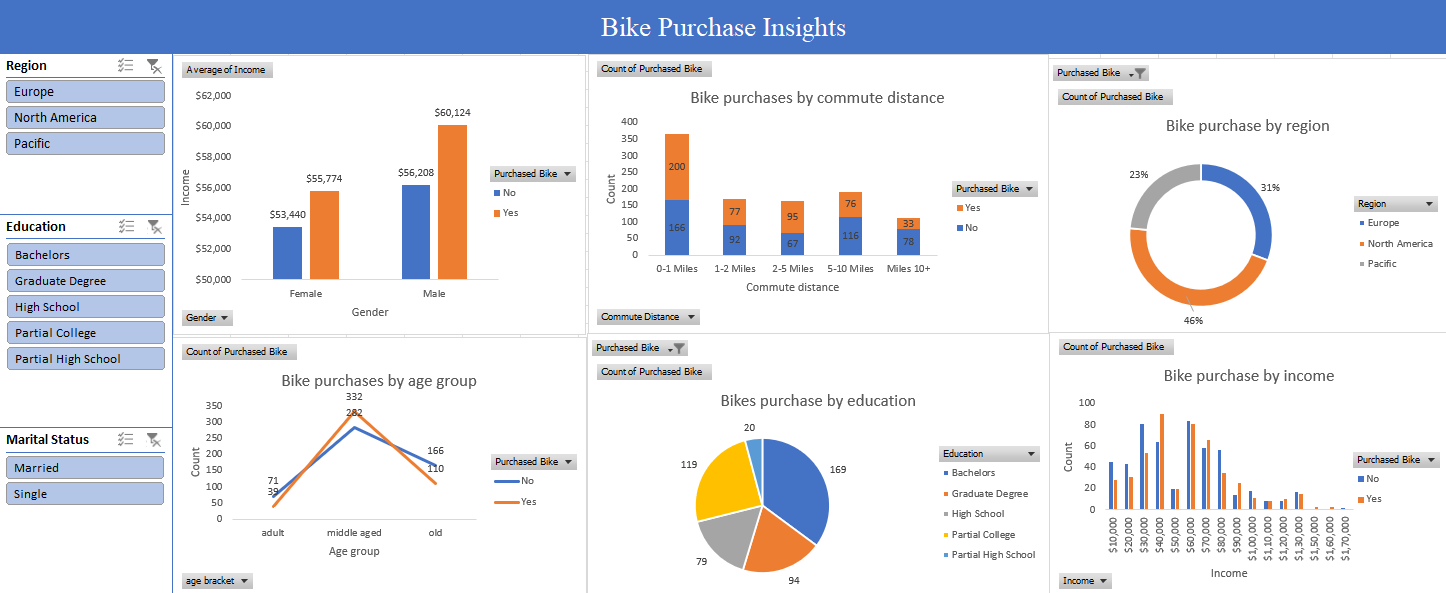 Bike Purchase Insights
Region
Europe
North America
Pacific
Education
Bachelors
Graduate Degree
High School
Partial College
Partial High School
Marital Status
Married
Single
Average of Income
$62,000
$60,000
$58,000
$56,000
$54,000
$52,000
$50,000
Income
$53,440
$55,774
$56,208
$60,124
Female
Male
Gender
Purchased Bike
No
Yes
Gender
Count of Purchased Bike
Bike purchases by commute distance
400
350
300
250
200
150
100
50
0
Count
200
166
77
92
95
67
76
116
33
78
0-1 Miles
1-2 Miles
2-5 Miles
5-10 Miles
Miles 10+
Commute distance
Purchased Bike
Yes
No
Commute Distance
Purchased Bike
Count of Purchased Bike
Bike purchase by region
23%
31%
46%
Region
Europe
North America
Pacific
Count of Purchased Bike
Bike purchases by age group
350
300
250
200
150
100
50
0
Count
71
39
332
282
166
110
adult
middle aged
old
Age group
Purchased Bike
No
Yes
age bracket
Purchased Bike
Count of Purchased Bike
Bikes purchase by education
20
119
169
79
94
Education
Bachelors
Graduate Degree
High School
Partial College
Partial High School
Count of Purchased Bike
Bike purchase by income
100
80
60
40
20
0
Count
$10,000
$20,000
$30,000
$40,000
$50,000
$60,000
$70,000
$80,000
$90,000
$1,00,000
$1,10,000
$1,20,000
$1,30,000
$1,50,000
$1,60,000
$1,70,000
Income
Purchased Bike
No
Yes
Income